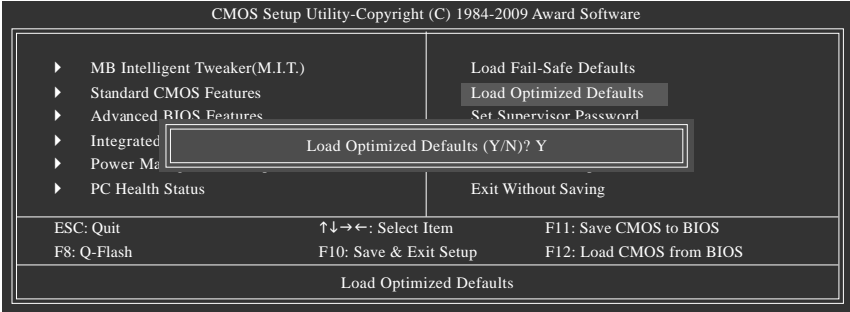 CMOS Setup Utility-Copyright (C) 1984-2009 Award Software
MB Intelligent Tweaker(M.I.T.)
Standard CMOS Features
Advanced BIOS Features
Integrated
Power Ma
PC Health Status
Load Fail-Safe Defaults
Load Optimized Defaults
Set Supervisor Password
Exit Without Saving
Load Optimized Defaults (Y/N)? Y
ESC: Quit ↑↓→←: Select Item F11: Save CMOS to BIOS
F8: Q-Flash F10: Save & Exit Setup F12: Load CMOS from BIOS
Load Optimized Defaults